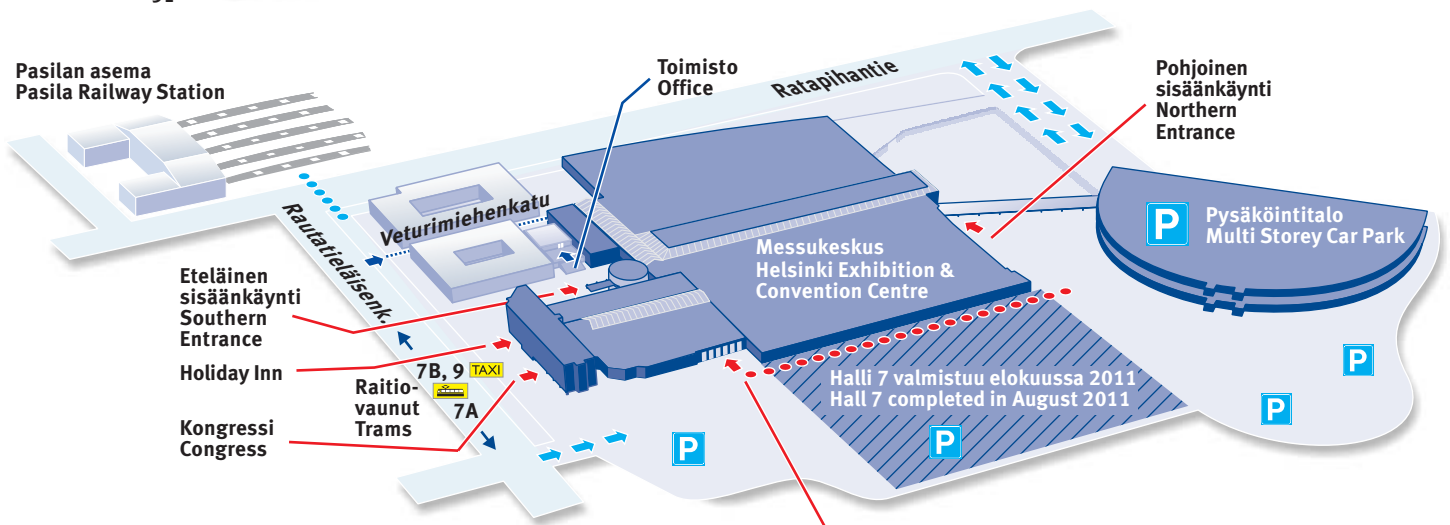 Pasilan asema
Pasila Railway Station
Toimisto
Office
Ratapihantie
Pohjoinen
sisäänkäynti
Northern
Entrance
Veturimiehenkatu
Rautatieläisenk.
P
Pysäköintitalo
Multi Storey Car Park
Messukeskus
Helsinki Exhibition &
Convention Centre
Eteläinen
sisäänkäynti
Southern
Entrance
Holiday Inn
7B, 9 TAXI
Raitio-
vaunut
Trams
7A
Kongressi
Congress
Halli 7 valmistuu elokuussa 2011
Hall 7 completed in August 2011
P
P
P
P